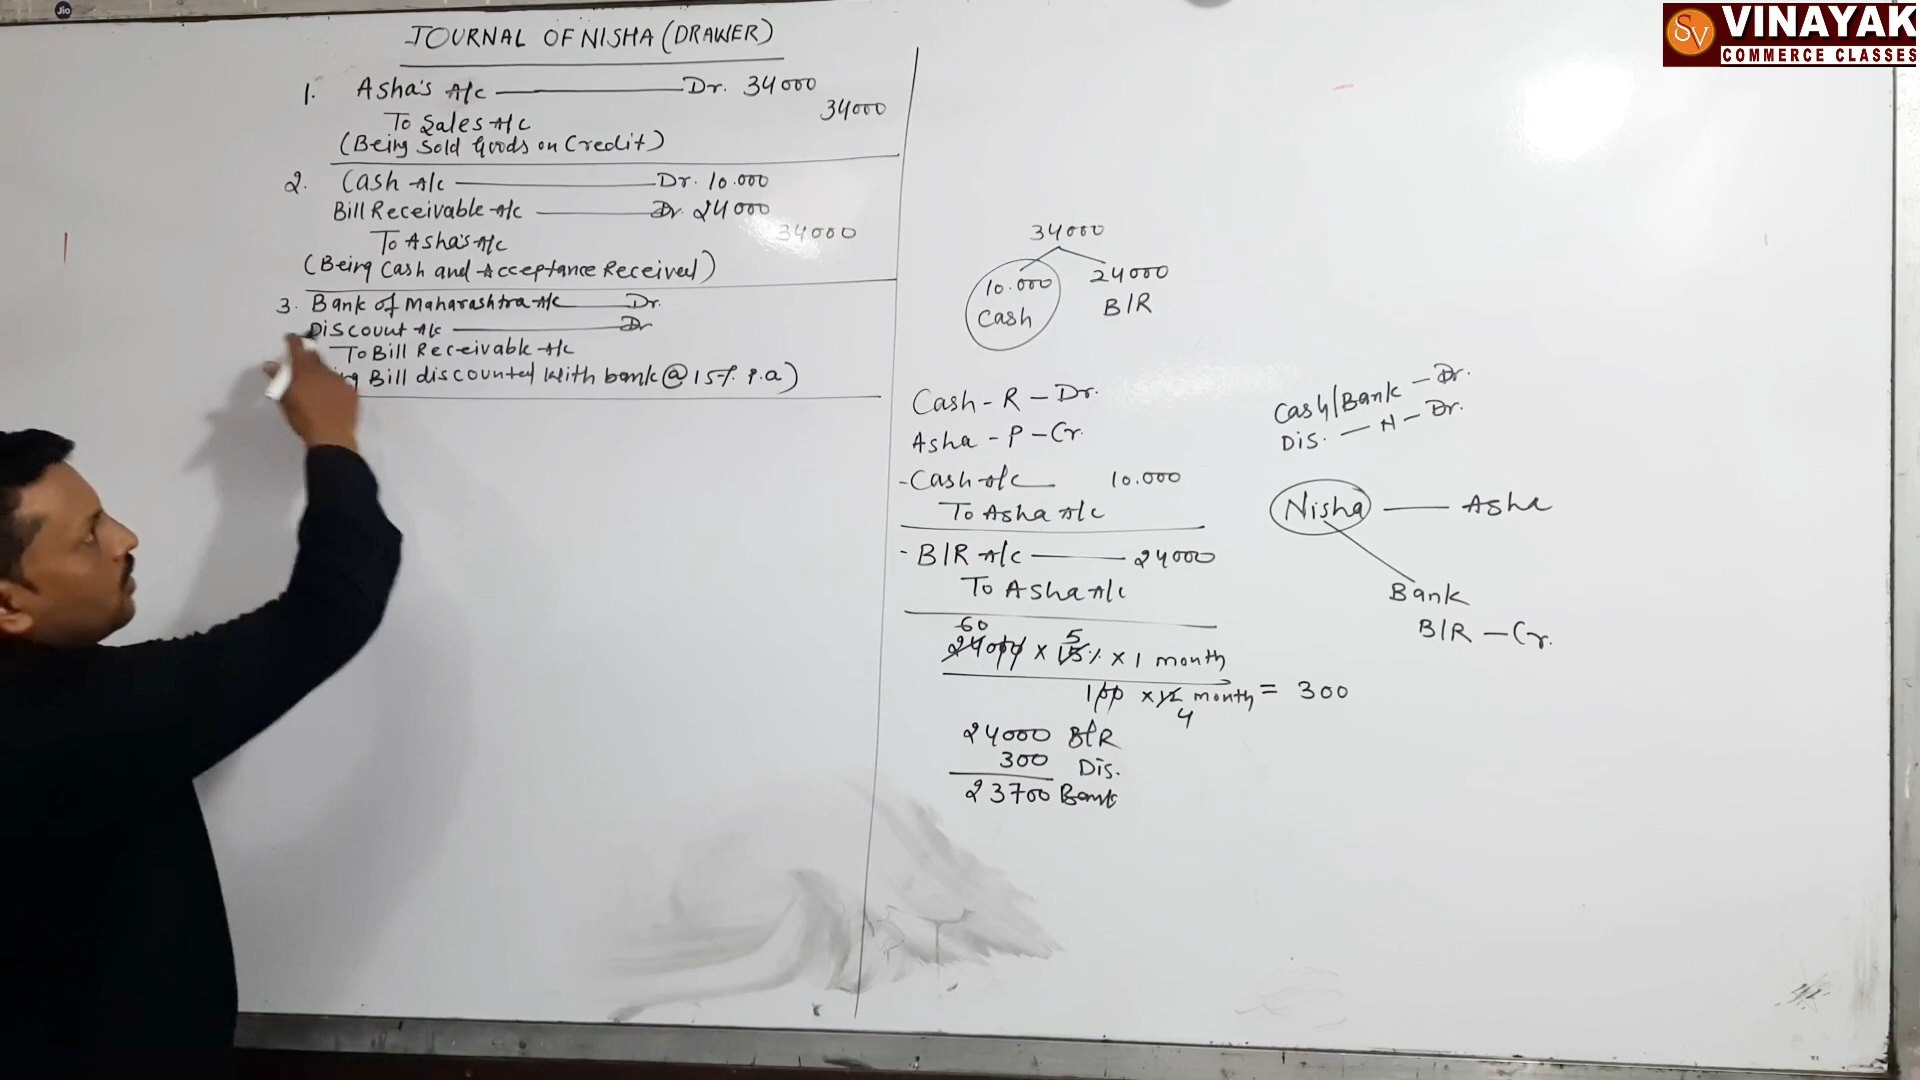 Jio
SV
VINAYAK
COMMERCE CLASSES
JOURNAL OF NISHA (DRAWER)
1. Asha's A/c Dr. 34000
To Sales A/c 34000
(Being Sold Goods on Credit)
2. Cash A/c Dr. 10.000
Bill Receivable A/c Dr. 24000
To Asha's A/c 34000
(Being Cash and Acceptance Received)
3. Bank of Maharashtra A/c Dr.
Discount A/c Dr
To Bill Receivable A/c
Bill discounted with bank @ 15% P.a)
34000
10.000 24000
Cash B/R
Cash - R - Dr.
Asha - P - Cr.
- Cash A/c 10.000
To Asha A/c
- B/R A/c 24000
To Asha A/c
60 5
24000 x 15% x 1 month
100 x 12 month = 300
4
24000 B/R
300 Dis.
23700 Bank
Cash/Bank - Dr.
Dis. - N - Dr.
Nisha - Asha
Bank
B/R - Cr.